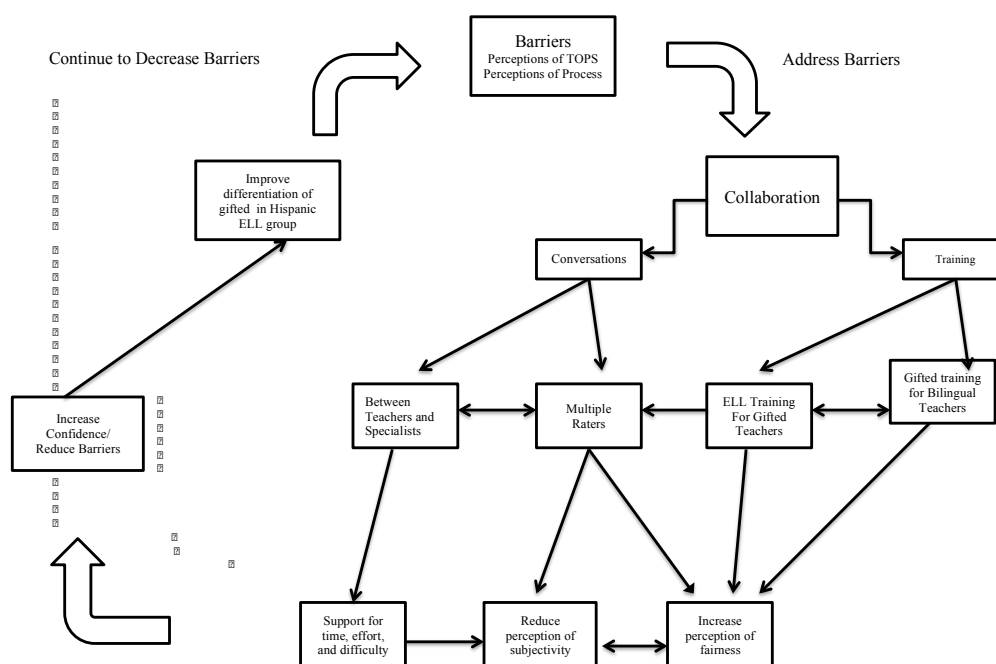 Continue to Decrease Barriers
Barriers
Perceptions of TOPS
Perceptions of Process
Address Barriers
Improve
differentiation of
gifted in Hispanic
ELL group
Collaboration
Conversations
Training
Increase
Confidence/
Reduce Barriers
Between
Teachers and
Specialists
Multiple
Raters
ELL Training
For Gifted
Teachers
Gifted training
for Bilingual
Teachers
Support for
time, effort,
and difficulty
Reduce
perception of
subjectivity
Increase
perception of
fairness